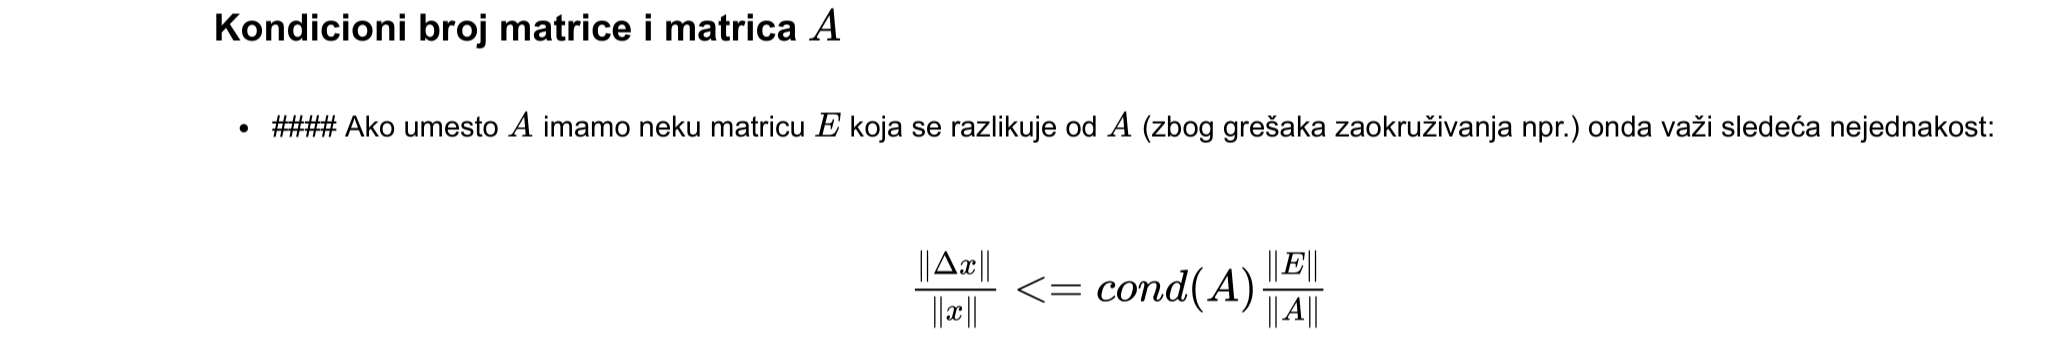 Kondicioni broj matrice i matrica A
• #### Ako umesto A imamo neku matricu E koja se razlikuje od A (zbog grešaka zaokruživanja npr.) onda važi sledeća nejednakost:
‖Δx‖/‖x‖ <= cond(A) ‖E‖/‖A‖